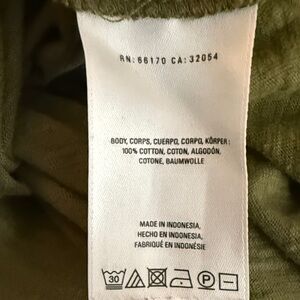 RN: 66170 CA: 32054
BODY, CORPS, CUERPO, CORPO, KÖRPER:
100% COTTON, COTON, ALGODÓN,
COTONE, BAUMWOLLE
MADE IN INDONESIA,
HECHO EN INDONESIA,
FABRIQUÉ EN INDONÉSIE
30 P